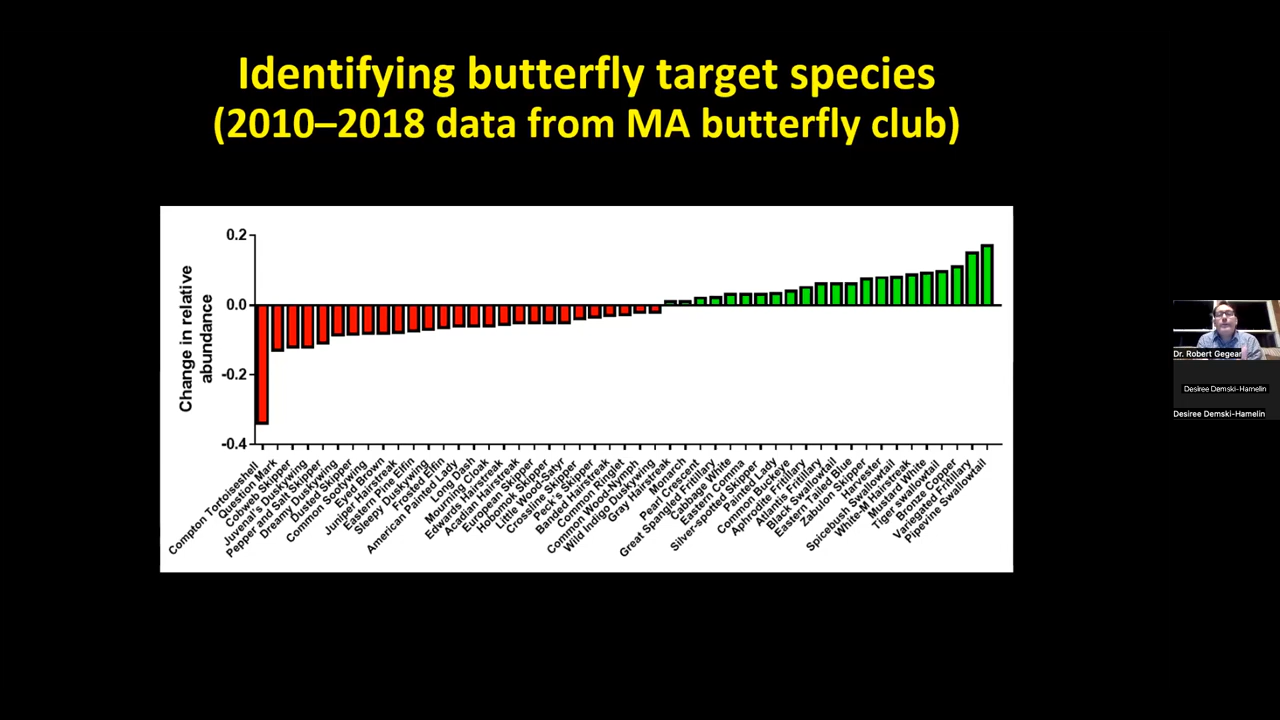 Identifying butterfly target species
(2010–2018 data from MA butterfly club)
Change in relative
abundance
0.2
0.0
-0.2
-0.4
Compton Tortoiseshell
Question Mark
Cobweb Skipper
Juvenal's Duskywing
Pepper and Salt Skipper
Dreamy Duskywing
Dusted Skipper
Common Sootywing
Eyed Brown
Juniper Hairstreak
Eastern Pine Elfin
Sleepy Duskywing
Frosted Elfin
American Painted Lady
Long Dash
Mourning Cloak
Edwards Hairstreak
Acadian Hairstreak
European Skipper
Hobomok Skipper
Little Wood-Satyr
Crossline Skipper
Peck's Skipper
Banded Hairstreak
Common Ringlet
Common Wood-Nymph
Wild Indigo Duskywing
Gray Hairstreak
Monarch
Pearl Crescent
Great Spangled Fritillary
Cabbage White
Eastern Comma
Silver-spotted Skipper
Painted Lady
Common Buckeye
Aphrodite Fritillary
Atlantis Fritillary
Black Swallowtail
Eastern Tailed Blue
Zabulon Skipper
Harvester
Spicebush Swallowtail
White-M Hairstreak
Mustard White
Tiger swallowtail
Bronze Copper
Variegated Fritillary
Pipevine Swallowtail
Dr. Robert Gegear
Desiree Demski-Hamelin
Desiree Demski-Hamelin